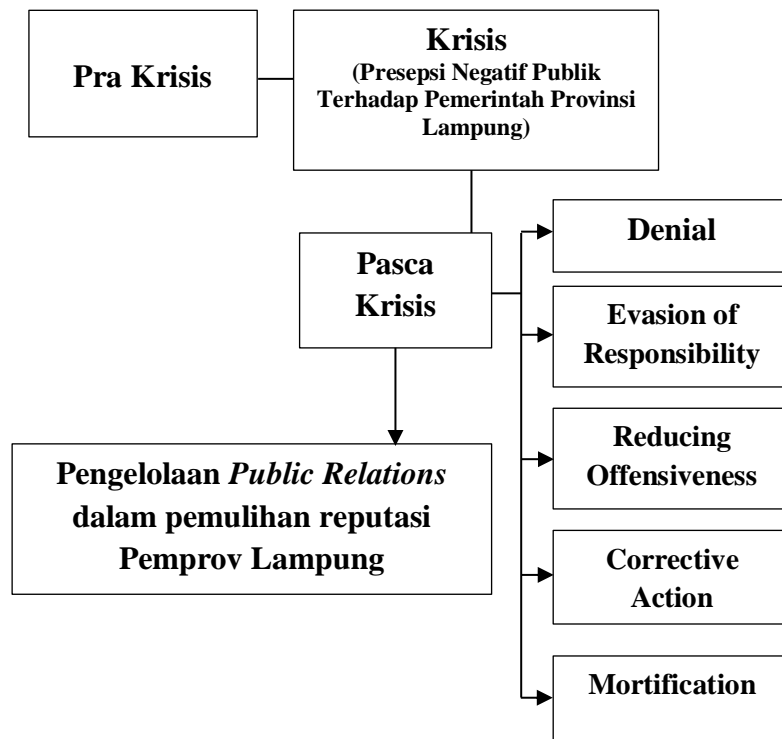 Pra Krisis
Krisis
(Presepsi Negatif Publik
Terhadap Pemerintah Provinsi
Lampung)
Pasca
Krisis
Denial
Evasion of
Responsibility
Reducing
Offensiveness
Corrective
Action
Mortification
Pengelolaan Public Relations
dalam pemulihan reputasi
Pemprov Lampung